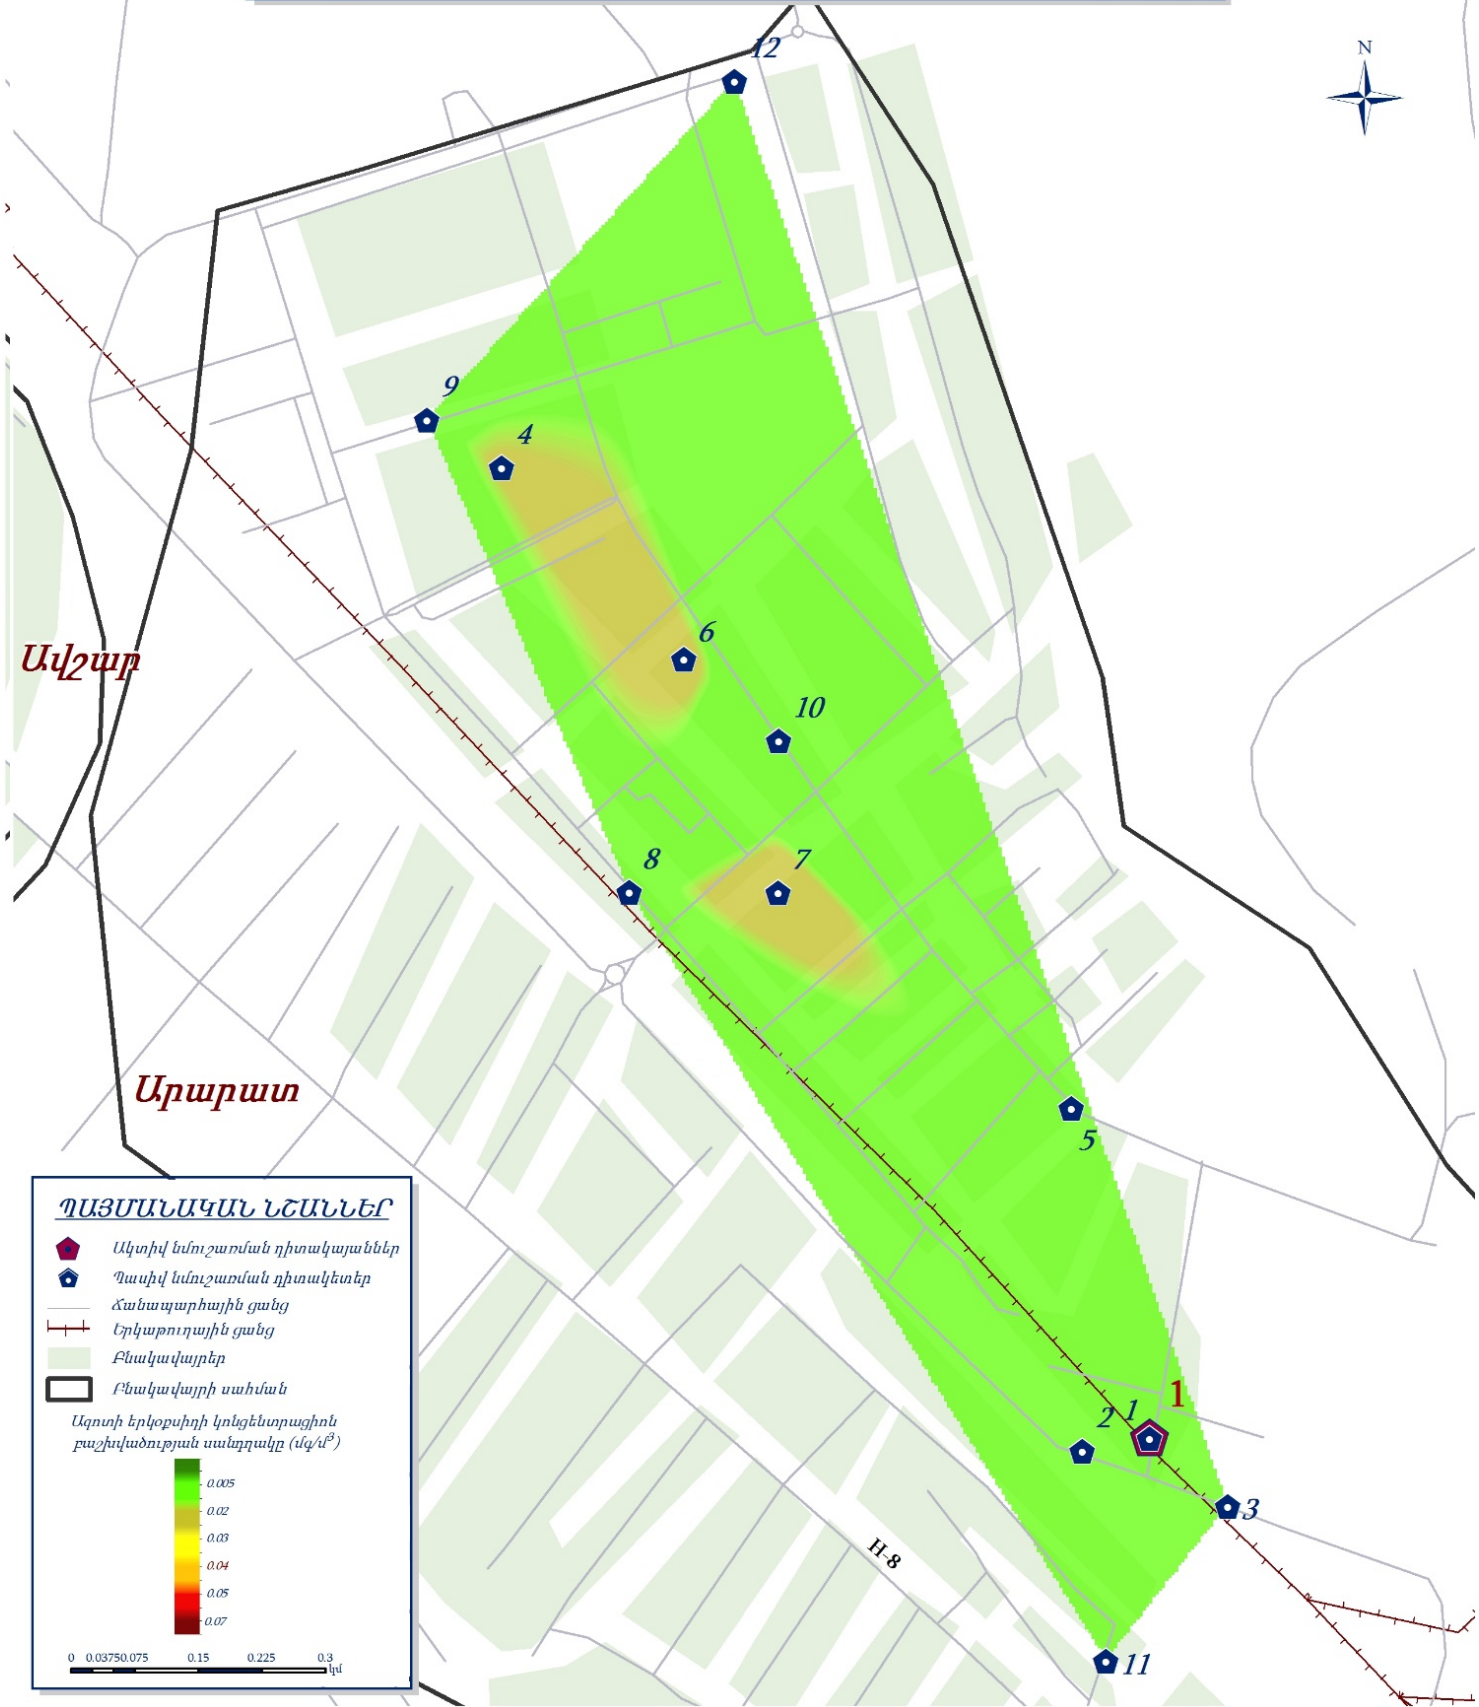 12
N
9
4
Ավշար
6
10
8
7
Արարատ
5
ՊԱՅՄԱՆԱԿԱՆ ՆՇԱՆՆԵՐ
Ակտիվ նմուշառման դիտակայաններ
Պասիվ նմուշառման դիտակետեր
Ճանապարհային ցանց
Երկաթուղային ցանց
Բնակավայրեր
Բնակավայրի սահման
Ազոտի երկօքսիդի կոնցենտրացիոն
բաշխվածության սանդղակը (մգ/մ³)
0.005
0.02
0.03
0.04
0.05
0.07
0 0.03750.075 0.15 0.225 0.3
կմ
1
2 1
3
H-8
11